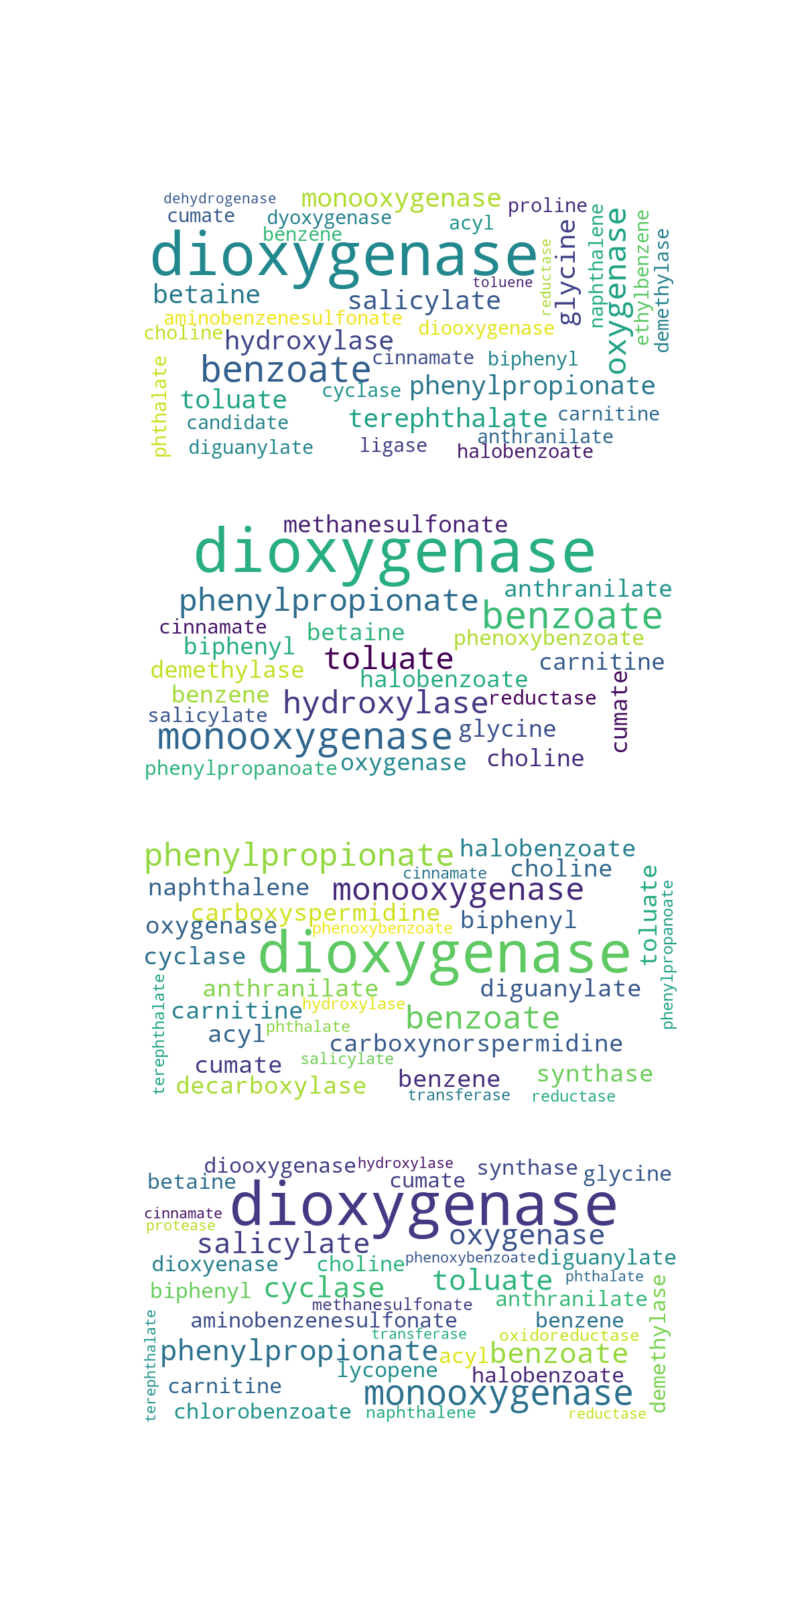 dehydrogenase
monooxygenase
proline
cumate
dyoxygenase
acyl
benzene
dioxygenase
toluene
reductase
glycine
naphthalene
oxygenase
ethylbenzene
demethylase
betaine
salicylate
aminobenzenesulfonate
diooxygenase
choline
hydroxylase
cinnamate
biphenyl
benzoate
phthalate
cyclase
phenylpropionate
toluate
candidate
terephthalate
carnitine
anthranilate
diguanylate
ligase
halobenzoate
methanesulfonate
dioxygenase
anthranilate
phenylpropionate
benzoate
cinnamate
betaine
phenoxybenzoate
biphenyl
toluate
carnitine
demethylase
halobenzoate
benzene
hydroxylase
reductase
cumate
salicylate
monooxygenase
glycine
phenylpropanoate
oxygenase
choline
phenylpropionate
halobenzoate
cinnamate
choline
naphthalene
monooxygenase
toluate
phenylpropanoate
carboxyspermidine
oxygenase
phenoxybenzoate
biphenyl
cyclase
dioxygenase
anthranilate
diguanylate
terephthalate
carnitine
hydroxylase
benzoate
acyl
phthalate
carboxynorspermidine
cumate
salicylate
decarboxylase
benzene
synthase
transferase
reductase
diooxygenase
hydroxylase
synthase
glycine
betaine
cumate
cinnamate
protease
dioxygenase
salicylate
oxygenase
dioxyenase
choline
phenoxybenzoate
diguanylate
biphenyl
cyclase
toluate
phthalate
methanesulfonate
anthranilate
aminobenzenesulfonate
benzene
demethylase
terephthalate
transferase
oxidoreductase
phenylpropionate
acyl
benzoate
lycopene
halobenzoate
carnitine
monooxygenase
chlorobenzoate
naphthalene
reductase